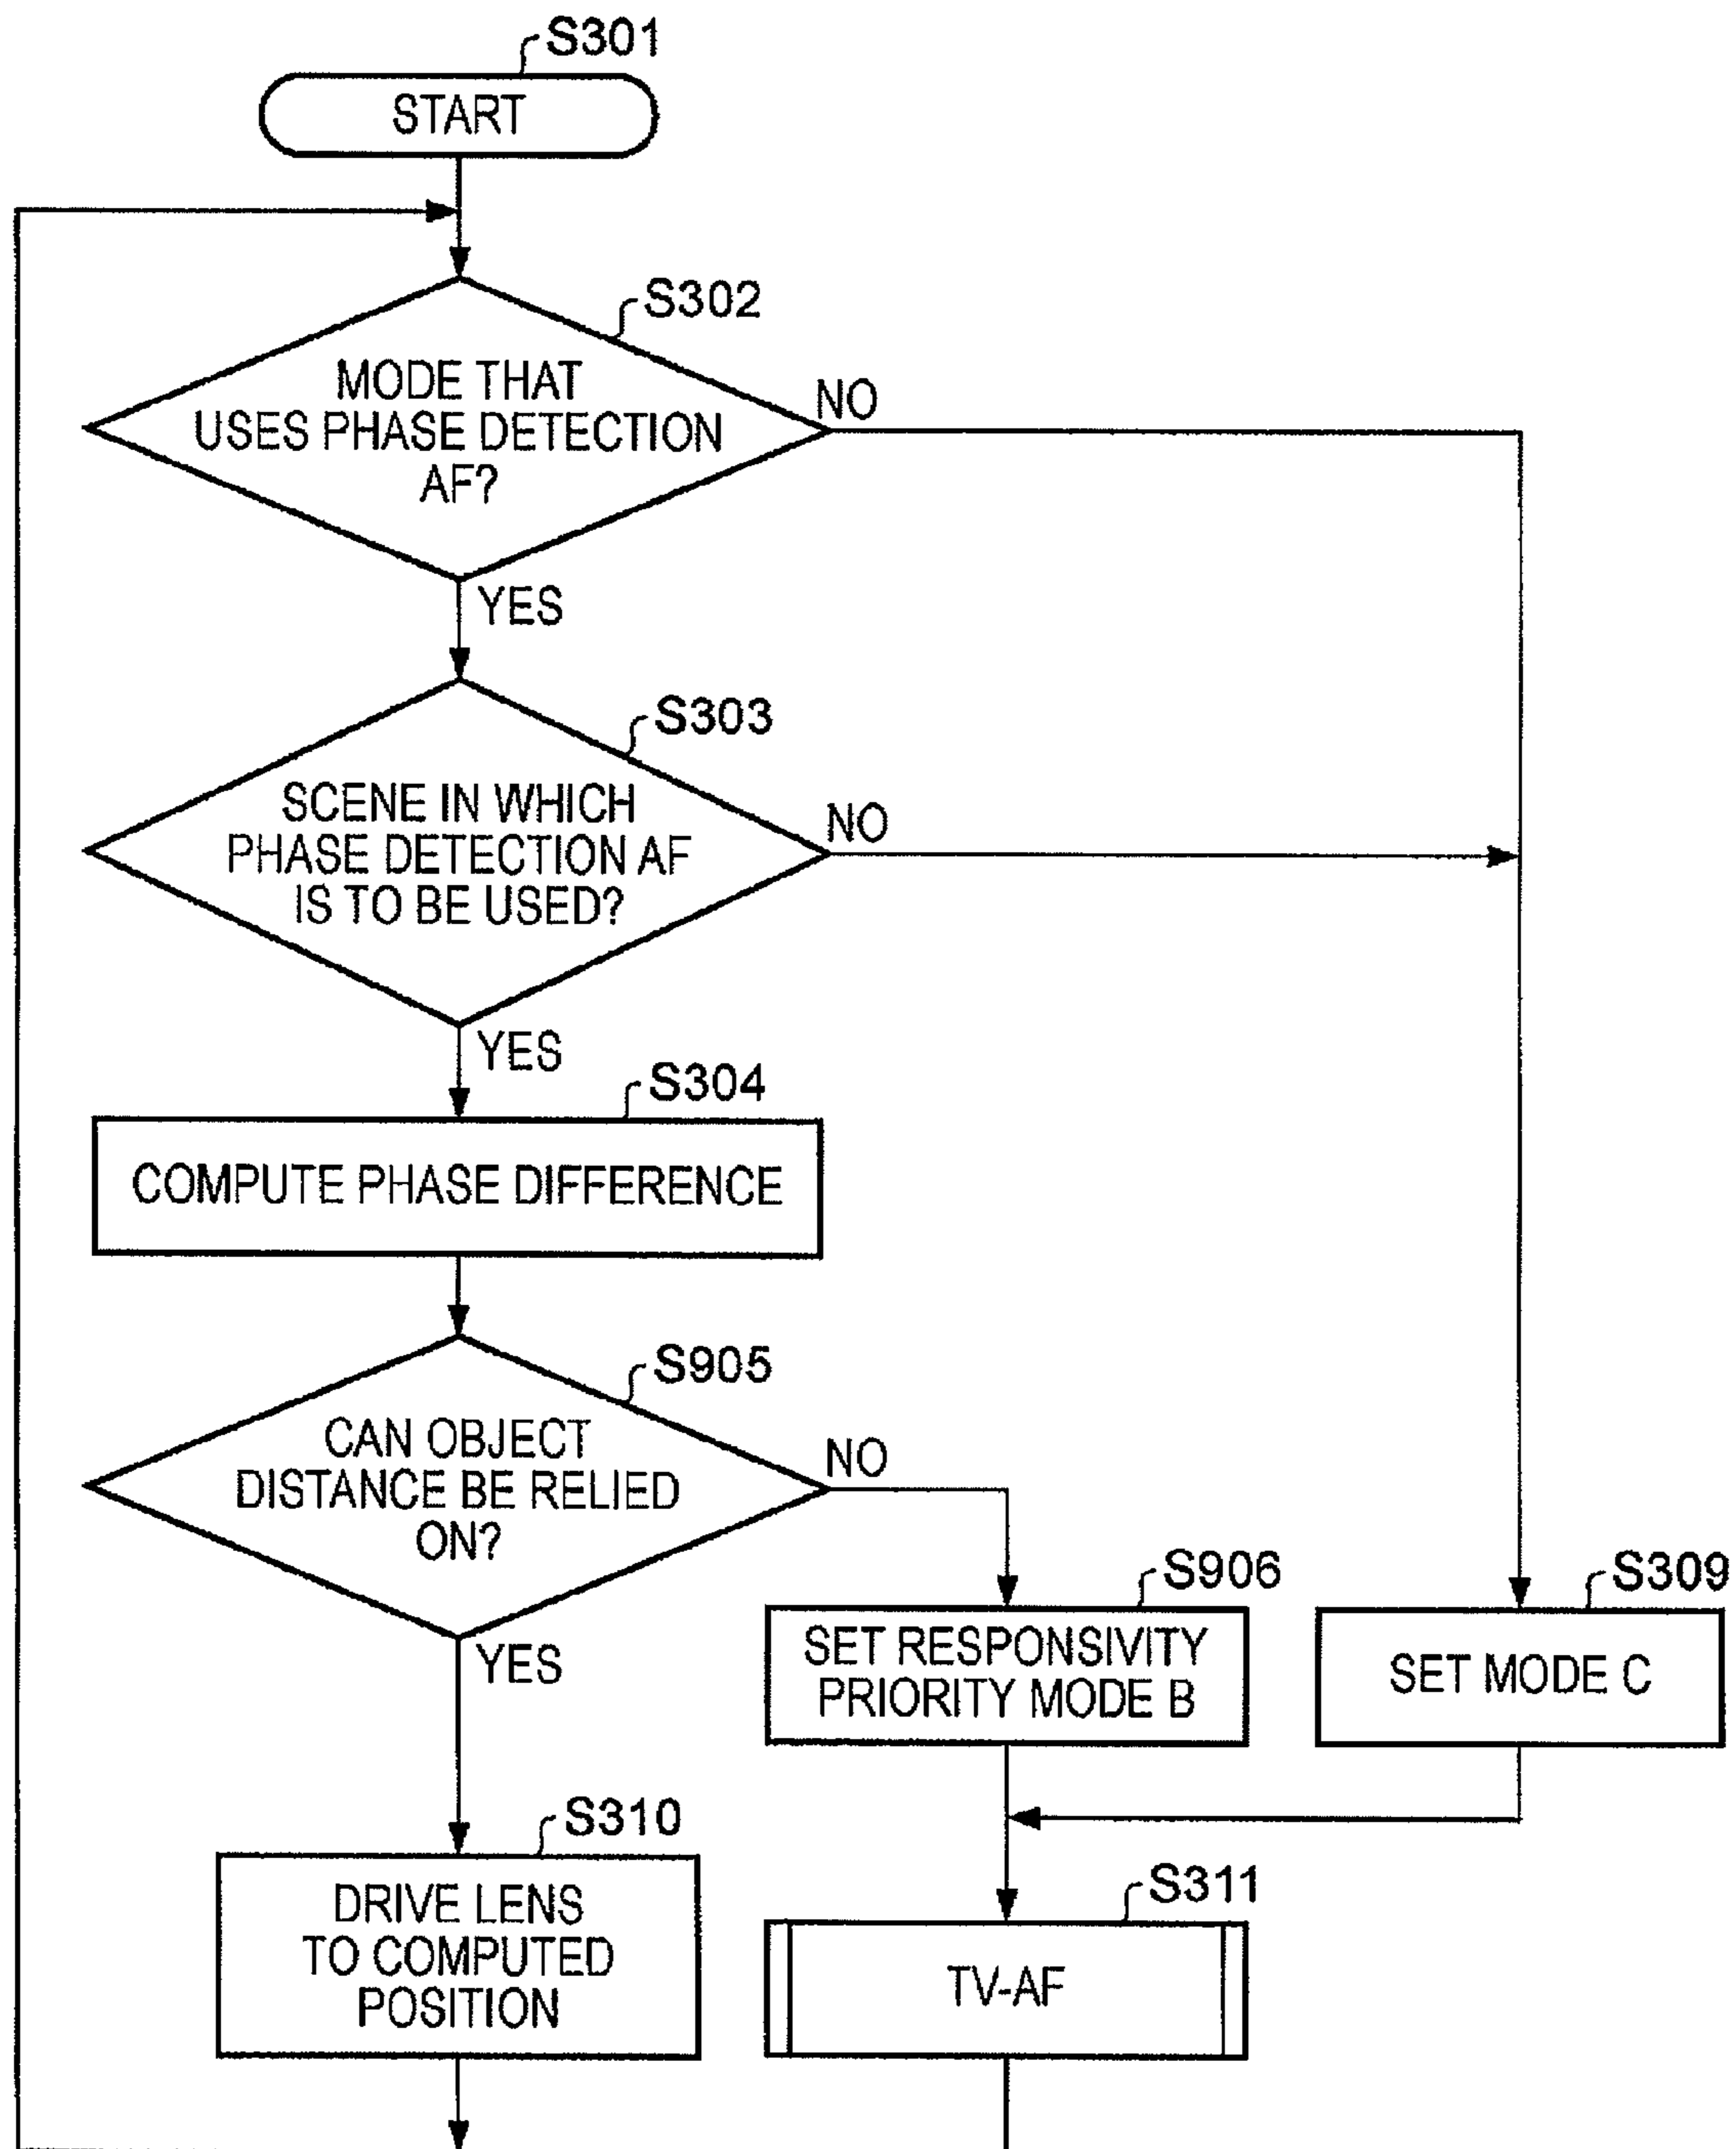 S301
START
S302
MODE THAT
USES PHASE DETECTION
AF?
NO
YES
S303
SCENE IN WHICH
PHASE DETECTION AF
IS TO BE USED?
NO
YES
S304
COMPUTE PHASE DIFFERENCE
S905
CAN OBJECT
DISTANCE BE RELIED
ON?
NO
YES
S906
SET RESPONSIVITY
PRIORITY MODE B
S309
SET MODE C
S310
DRIVE LENS
TO COMPUTED
POSITION
S311
TV-AF